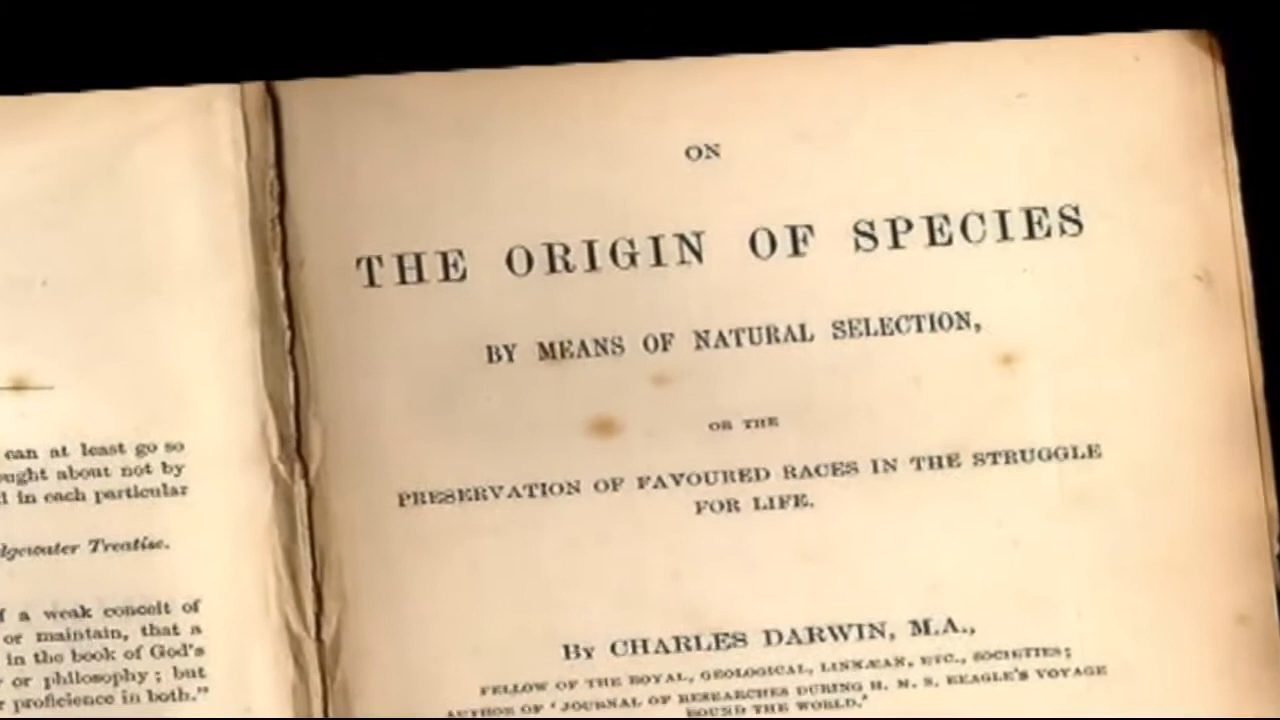 can at least go so
ught about not by
in each particular
Treatise.
a weak conceit of
or maintain, that a
in the book of God's
or philosophy; but
proficience in both."
ON
THE ORIGIN OF SPECIES
BY MEANS OF NATURAL SELECTION,
OR THE
PRESERVATION OF FAVOURED RACES IN THE STRUGGLE
FOR LIFE.
BY CHARLES DARWIN, M.A.,
FELLOW OF THE ROYAL, GEOLOGICAL, LINNÆAN, ETC., SOCIETIES;
AUTHOR OF 'JOURNAL OF RESEARCHES DURING H. M. S. BEAGLE'S VOYAGE
ROUND THE WORLD.'